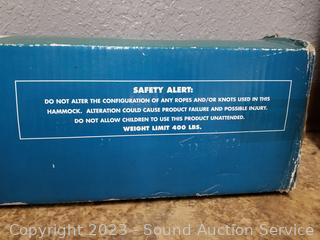 SAFETY ALERT:
DO NOT ALTER THE CONFIGURATION OF ANY ROPES AND/OR KNOTS USED IN THIS
HAMMOCK. ALTERATION COULD CAUSE PRODUCT FAILURE AND POSSIBLE INJURY.
DO NOT ALLOW CHILDREN TO USE THIS PRODUCT UNATTENDED.
WEIGHT LIMIT 400 LBS.
Copyright 2023 - Sound Auction Service